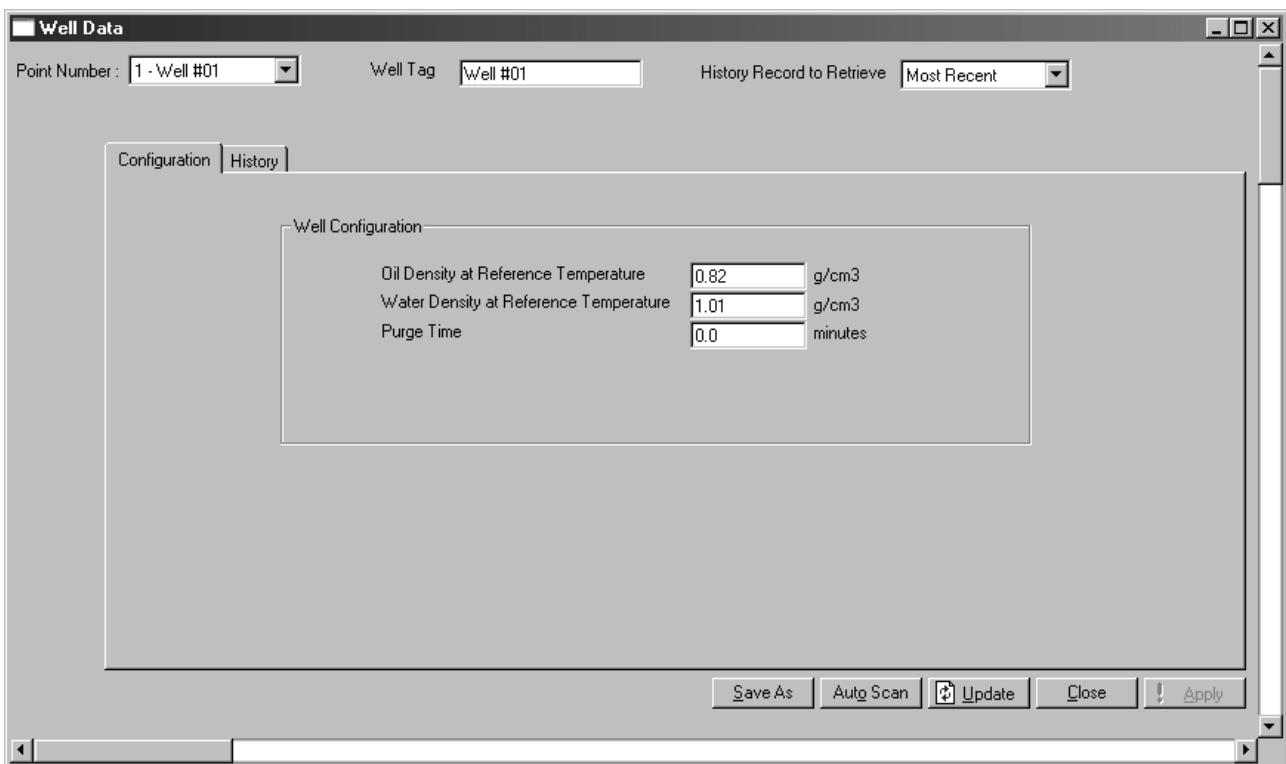 Well Data
Point Number : 1 - Well #01 Well Tag Well #01 History Record to Retrieve Most Recent
Configuration History
Well Configuration
Oil Density at Reference Temperature 0.82 g/cm3
Water Density at Reference Temperature 1.01 g/cm3
Purge Time 0.0 minutes
Save As Auto Scan Update Close Apply